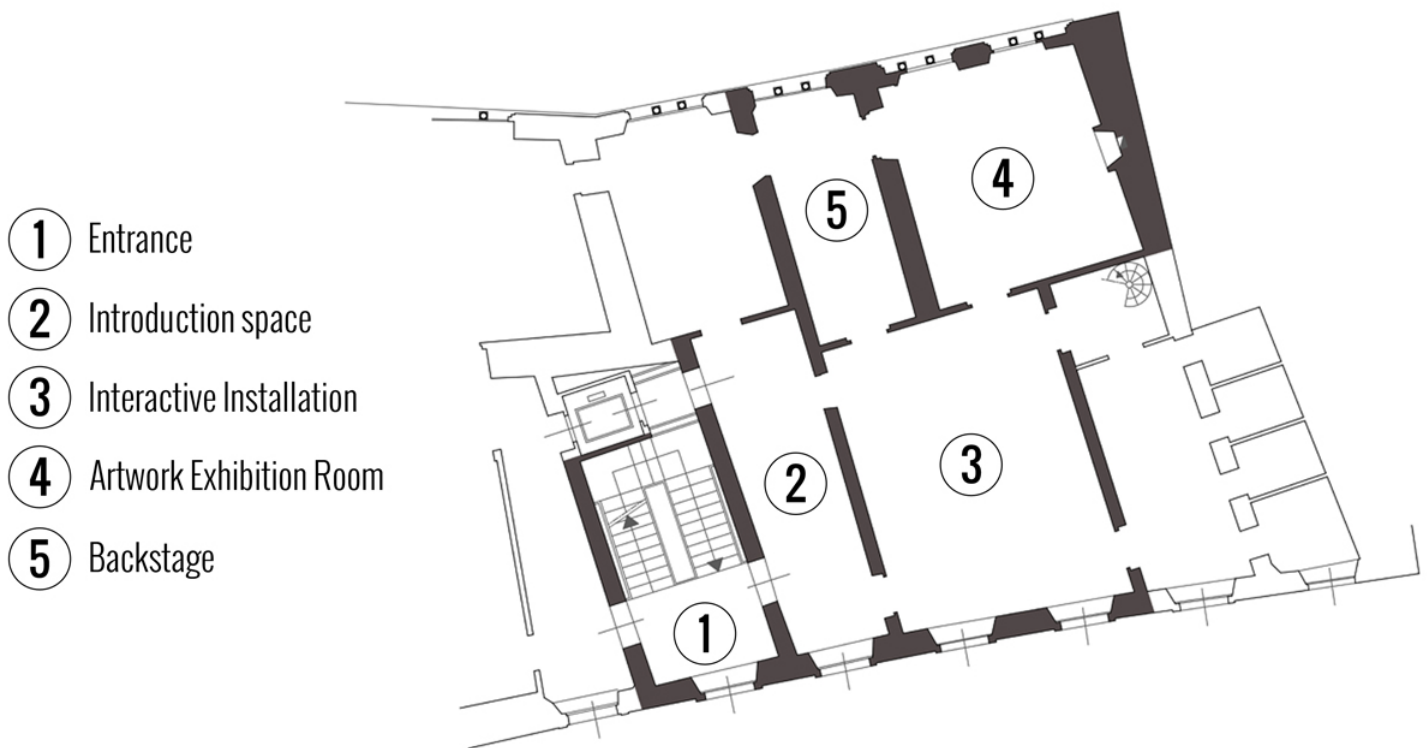 1 Entrance
2 Introduction space
3 Interactive Installation
4 Artwork Exhibition Room
5 Backstage
4
5
3
2
1